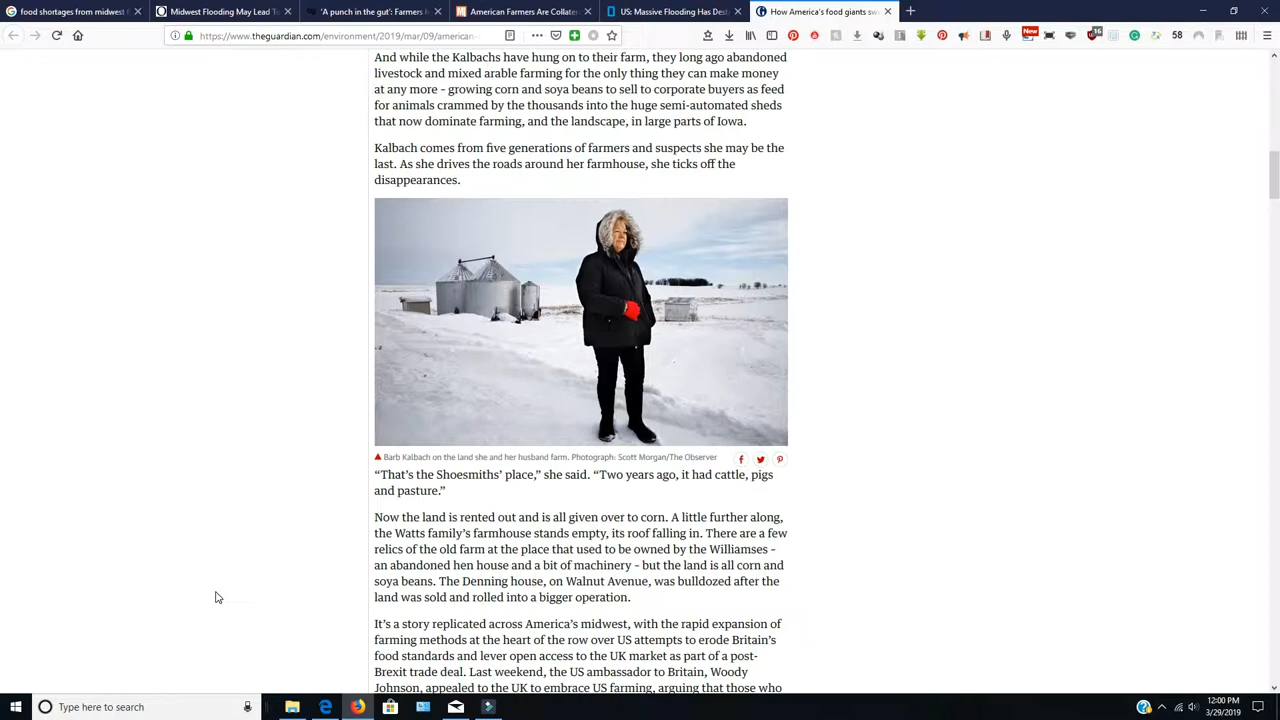 food shortages from midwest
Midwest Flooding May Lead To
'A punch in the gut': Farmers
American Farmers Are Collate
US: Massive Flooding Has Dest
How America's food giants sw
https://www.theguardian.com/environment/2019/mar/09/american-
New
16
58
And while the Kalbachs have hung on to their farm, they long ago abandoned
livestock and mixed arable farming for the only thing they can make money
at any more – growing corn and soya beans to sell to corporate buyers as feed
for animals crammed by the thousands into the huge semi-automated sheds
that now dominate farming, and the landscape, in large parts of Iowa.
Kalbach comes from five generations of farmers and suspects she may be the
last. As she drives the roads around her farmhouse, she ticks off the
disappearances.
Barb Kalbach on the land she and her husband farm. Photograph: Scott Morgan/The Observer
“That’s the Shoesmiths’ place,” she said. “Two years ago, it had cattle, pigs
and pasture.”
Now the land is rented out and is all given over to corn. A little further along,
the Watts family’s farmhouse stands empty, its roof falling in. There are a few
relics of the old farm at the place that used to be owned by the Williamses –
an abandoned hen house and a bit of machinery – but the land is all corn and
soya beans. The Denning house, on Walnut Avenue, was bulldozed after the
land was sold and rolled into a bigger operation.
It’s a story replicated across America’s midwest, with the rapid expansion of
farming methods at the heart of the row over US attempts to erode Britain’s
food standards and lever open access to the UK market as part of a post-
Brexit trade deal. Last weekend, the US ambassador to Britain, Woody
Johnson, appealed to the UK to embrace US farming, arguing that those who
Type here to search
12:00 PM
3/29/2019